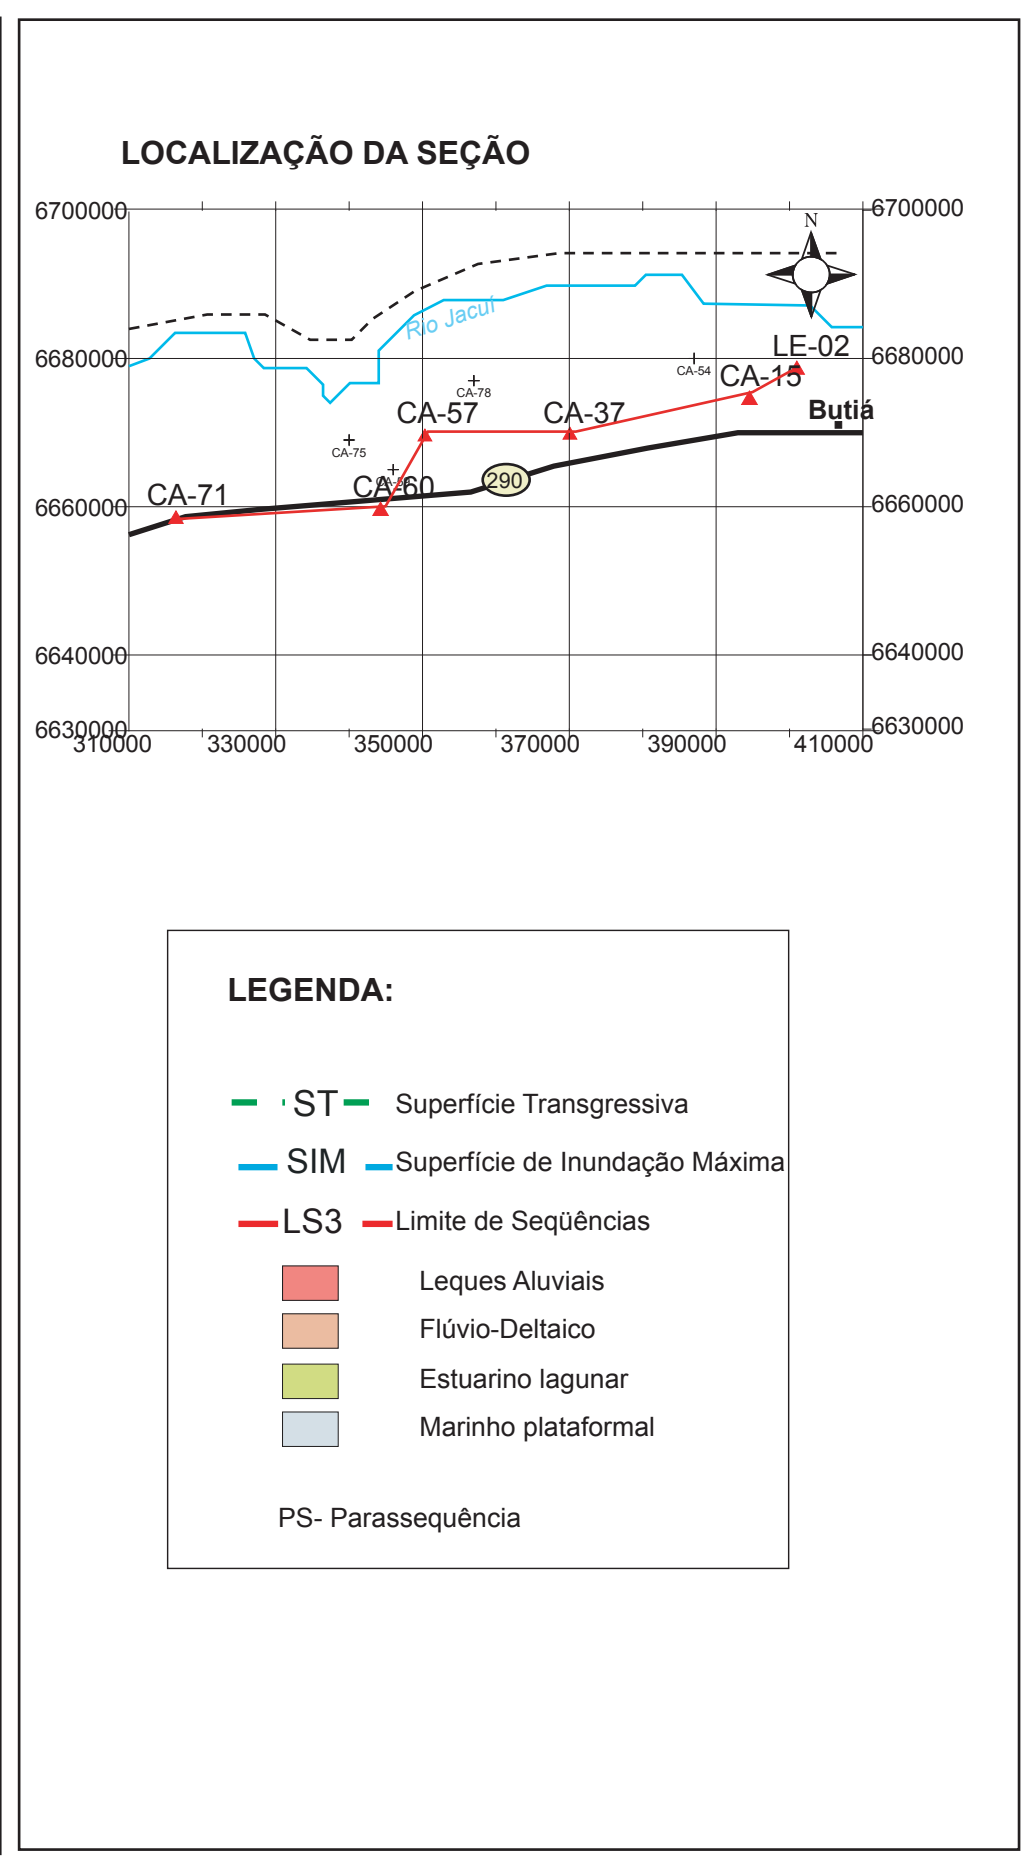 LOCALIZAÇÃO DA SEÇÃO
6700000
6700000
N
Rio Jacuí
6680000
LE-02
6680000
CA-54
CA-15
CA-78
CA-57
CA-37
Butiá
CA-75
CA-59
CA-60
290
CA-71
6660000
6660000
6640000
6640000
6630000
6630000
310000
330000
350000
370000
390000
410000
LEGENDA:
ST Superfície Transgressiva
SIM Superfície de Inundação Máxima
LS3 Limite de Seqüências
Leques Aluviais
Flúvio-Deltaico
Estuarino lagunar
Marinho plataformal
PS- Parassequência